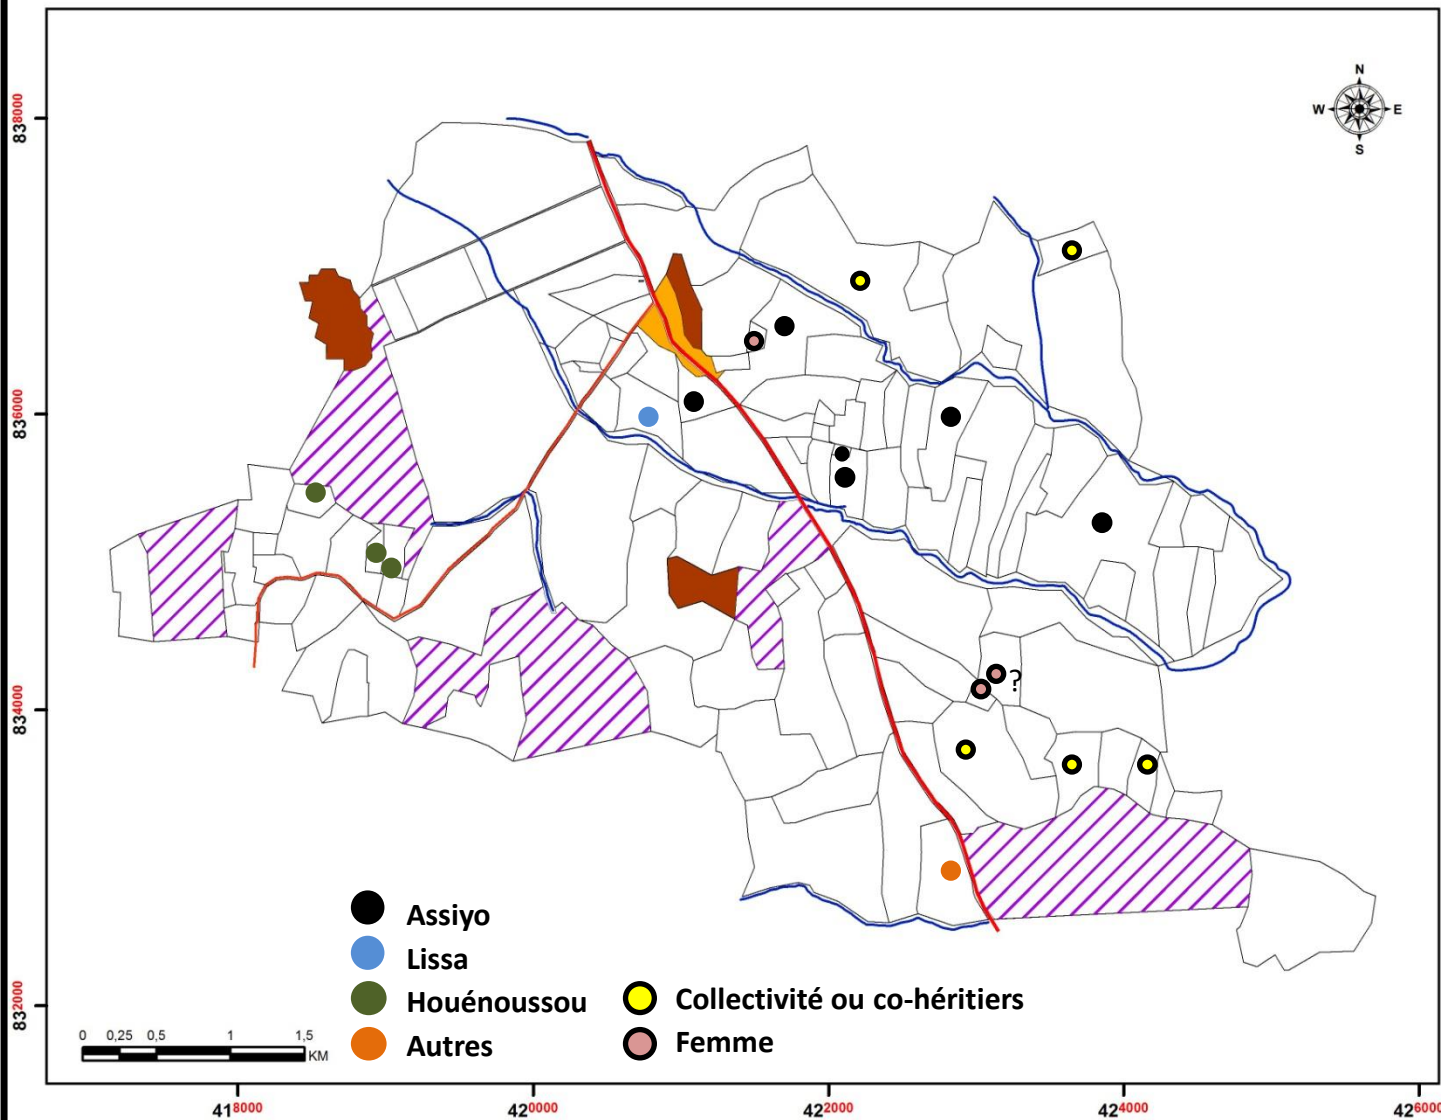 N
W E
S
838000
836000
834000
832000
?
Assiyo
Lissa
Houénoussou
Autres
Collectivité ou co-héritiers
Femme
0 0,25 0,5 1 1,5
KM
418000 420000 422000 424000 426000